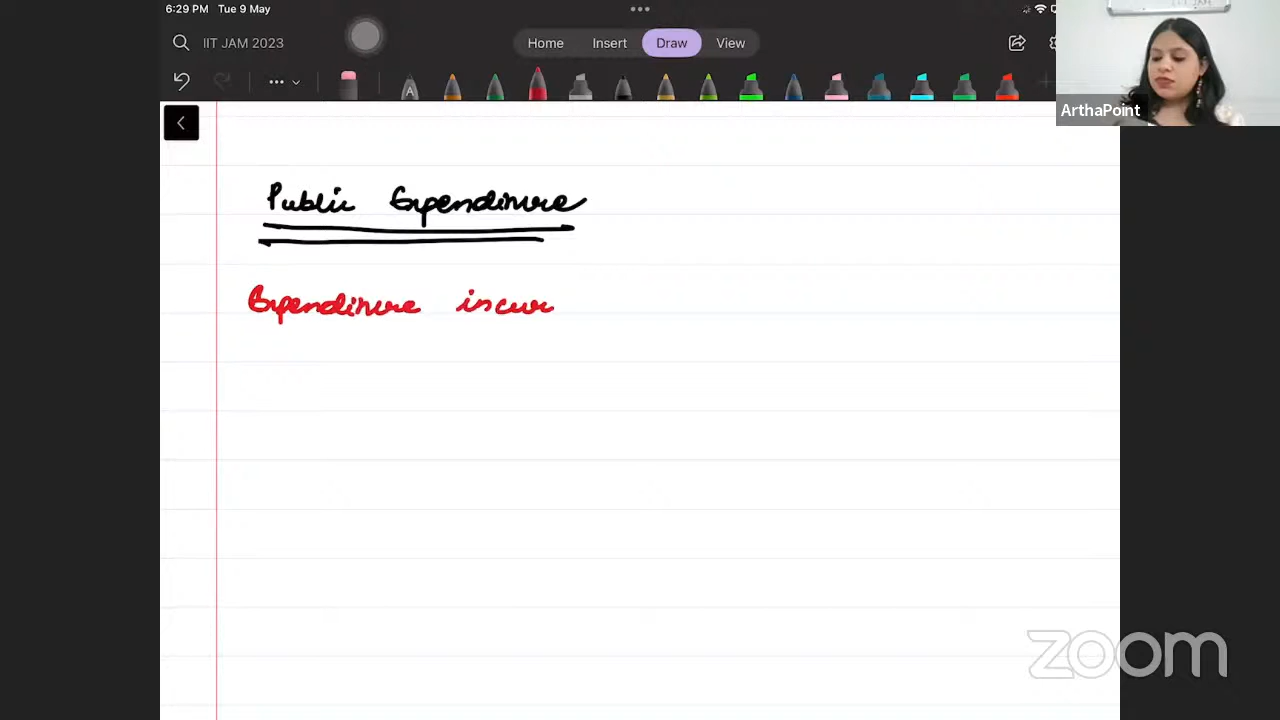 6:29 PM Tue 9 May
IIT JAM 2023
Home Insert Draw View
A
ArthaPoint
Public Expenditure
Expenditure incur
zoom